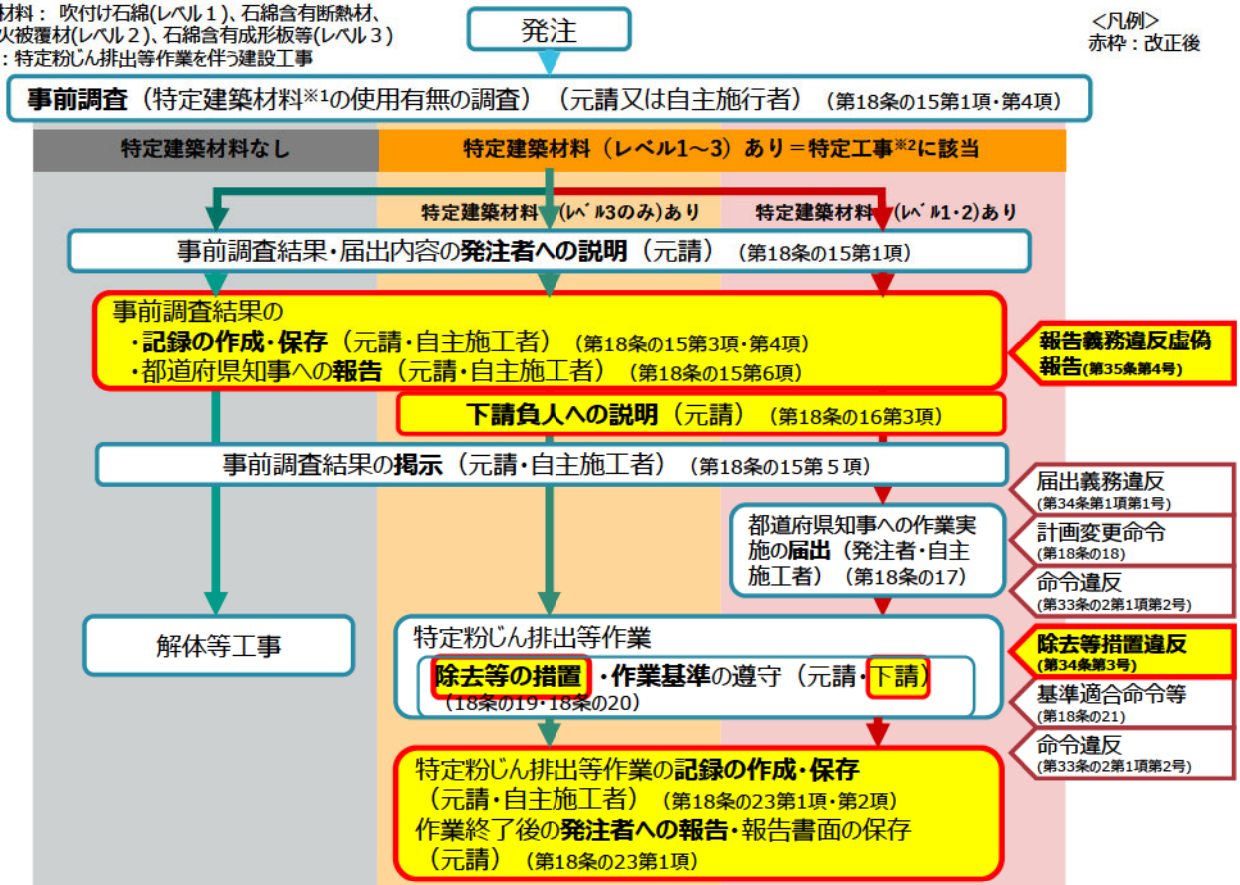 材料： 吹付け石綿(レベル１)、石綿含有断熱材、
火被覆材(レベル２)、石綿含有成形板等(レベル３)
：特定粉じん排出等作業を伴う建設工事
発注
<凡例>
赤枠：改正後
事前調査（特定建築材料※1の使用有無の調査）（元請又は自主施行者）（第18条の15第1項・第4項）
特定建築材料なし
特定建築材料（レベル1～3）あり＝特定工事※2に該当
特定建築材料 (ﾚﾍﾞﾙ3のみ)あり
特定建築材料 (ﾚﾍﾞﾙ1・2)あり
事前調査結果・届出内容の発注者への説明（元請）（第18条の15第1項）
事前調査結果の
・記録の作成・保存（元請・自主施工者）（第18条の15第3項・第4項）
・都道府県知事への報告（元請・自主施工者）（第18条の15第6項）
報告義務違反虚偽
報告(第35条第4号)
下請負人への説明（元請）（第18条の16第3項）
事前調査結果の掲示（元請・自主施工者）（第18条の15第５項）
都道府県知事への作業実
施の届出（発注者・自主
施工者）（第18条の17）
届出義務違反
(第34条第1項第1号)
計画変更命令
(第18条の18)
命令違反
(第33条の2第1項第2号)
解体等工事
特定粉じん排出等作業
除去等の措置・作業基準の遵守（元請・下請）
（18条の19・18条の20）
除去等措置違反
(第34条第3号)
基準適合命令等
(第18条の21)
命令違反
(第33条の2第1項第2号)
特定粉じん排出等作業の記録の作成・保存
（元請・自主施工者）（第18条の23第1項・第2項）
作業終了後の発注者への報告・報告書面の保存
（元請）（第18条の23第1項）